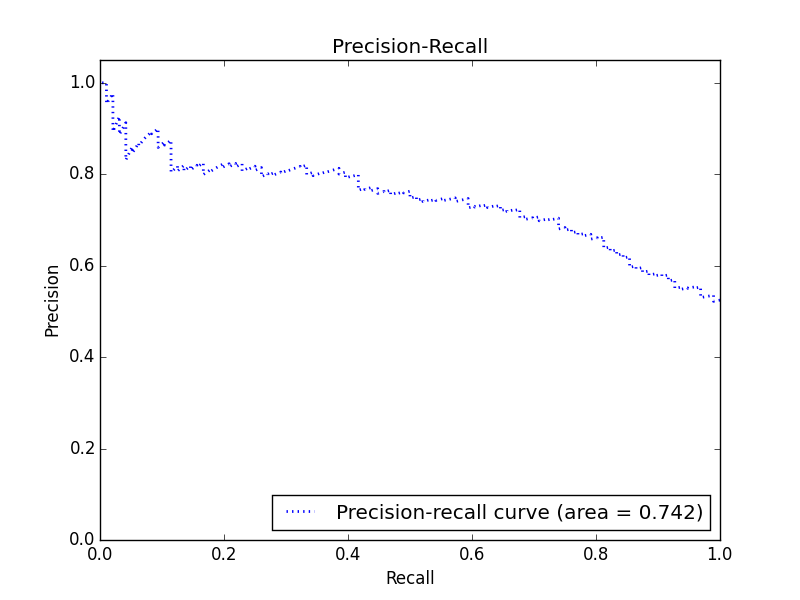 Precision-Recall
1.0
0.8
0.6
0.4
0.2
0.0
Precision
Precision-recall curve (area = 0.742)
0.0 0.2 0.4 0.6 0.8 1.0
Recall